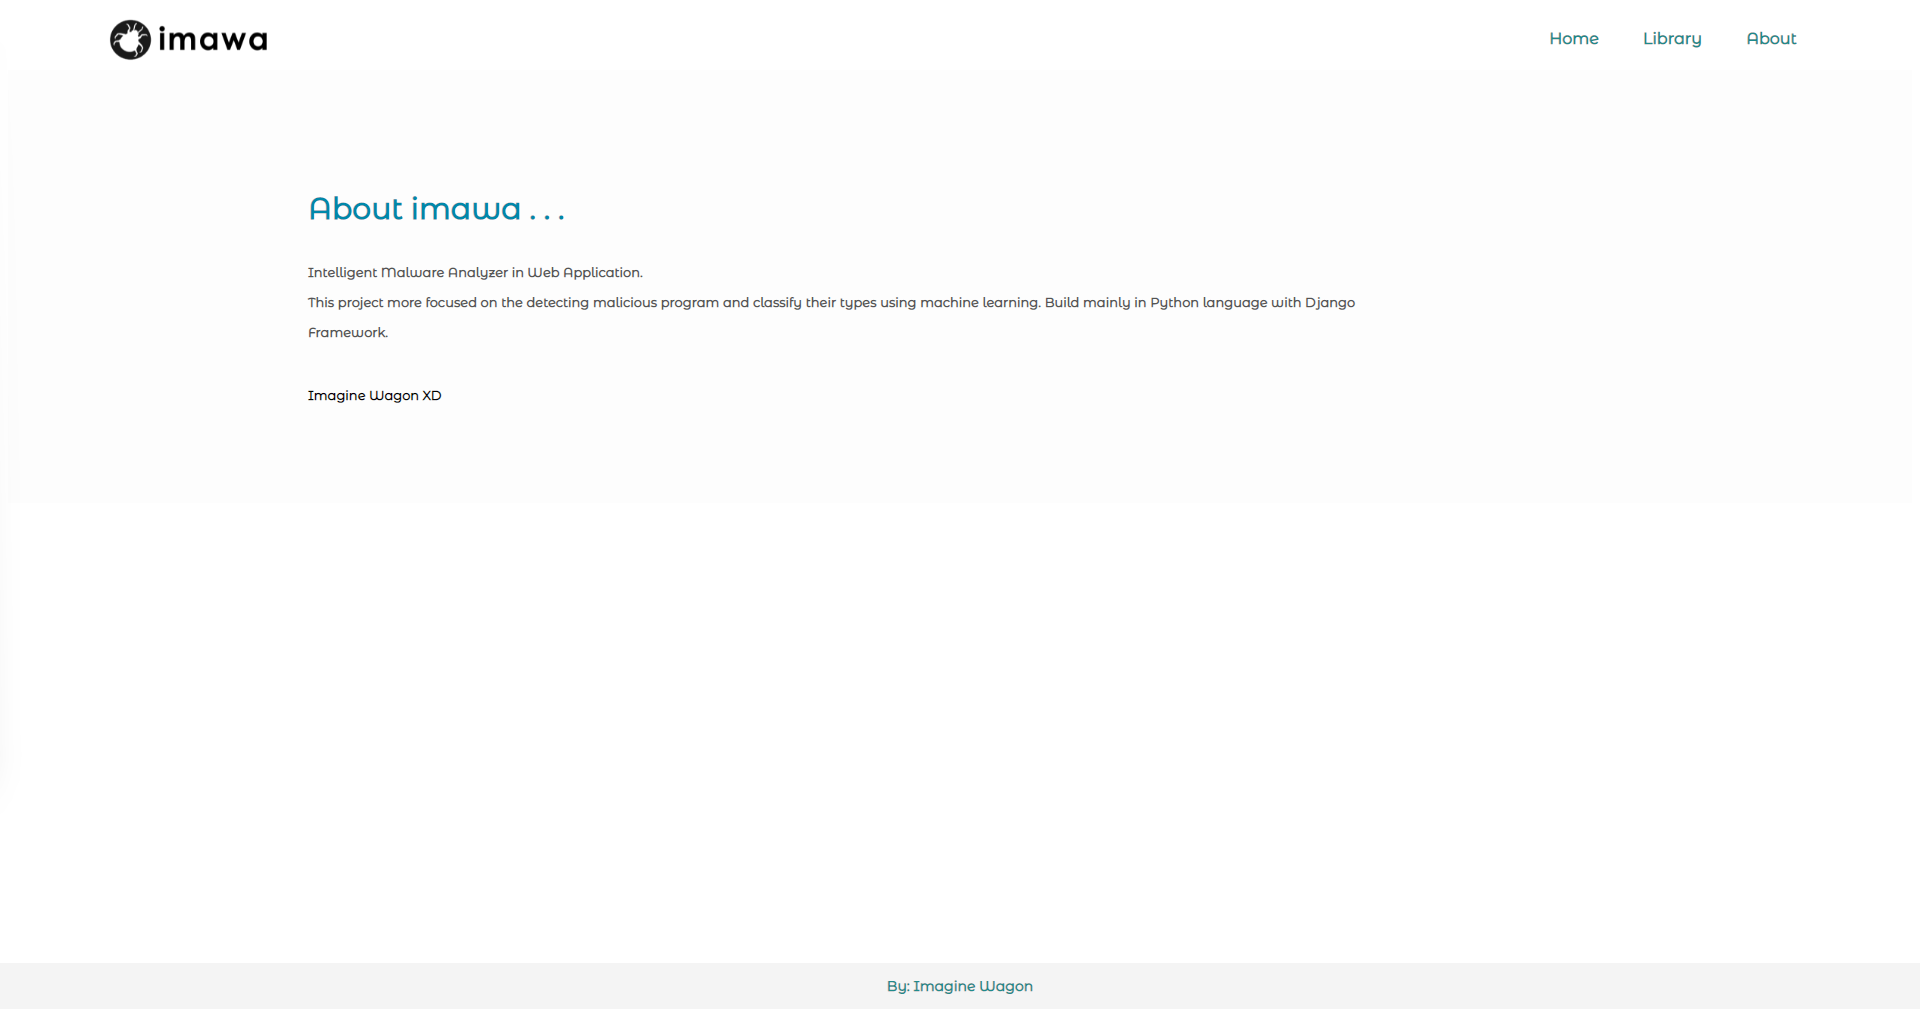 imawa
Home Library About
About imawa . . .
Intelligent Malware Analyzer in Web Application.
This project more focused on the detecting malicious program and classify their types using machine learning. Build mainly in Python language with Django
Framework.
Imagine Wagon XD
By: Imagine Wagon